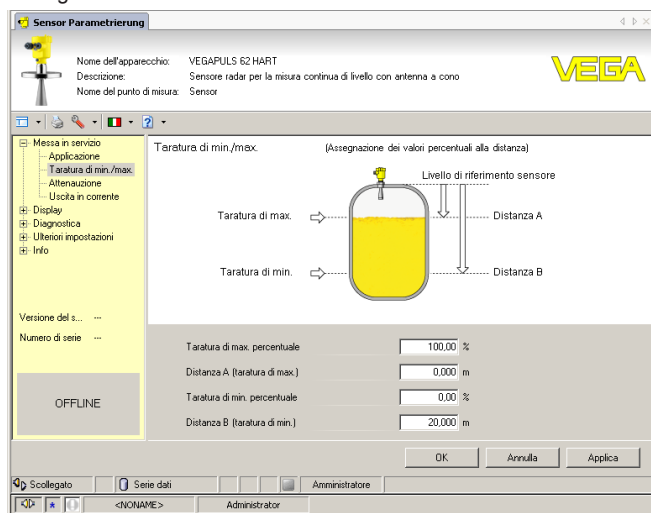 Sensor Parametrierung
Nome dell'apparecchio: VEGAPULS 62 HART
Descrizione: Sensore radar per la misura continua di livello con antenna a cono
Nome del punto di misura: Sensor
VEGA
Messa in servizio
Applicazione
Taratura di min./max.
Attenauzione
Uscita in corrente
Display
Diagnostica
Ulteriori impostazioni
Info
Versione del s... ---
Numero di serie ---
OFFLINE
Taratura di min./max. (Assegnazione dei valori percentuali alla distanza)
Livello di riferimento sensore
Taratura di max. Distanza A
Taratura di min. Distanza B
Taratura di max. percentuale 100,00 %
Distanza A (taratura di max.) 0,000 m
Taratura di min. percentuale 0,00 %
Distanza B (taratura di min.) 20,000 m
OK Annulla Applica
Scollegato Serie dati Amministratore
<NONAME> Administrator